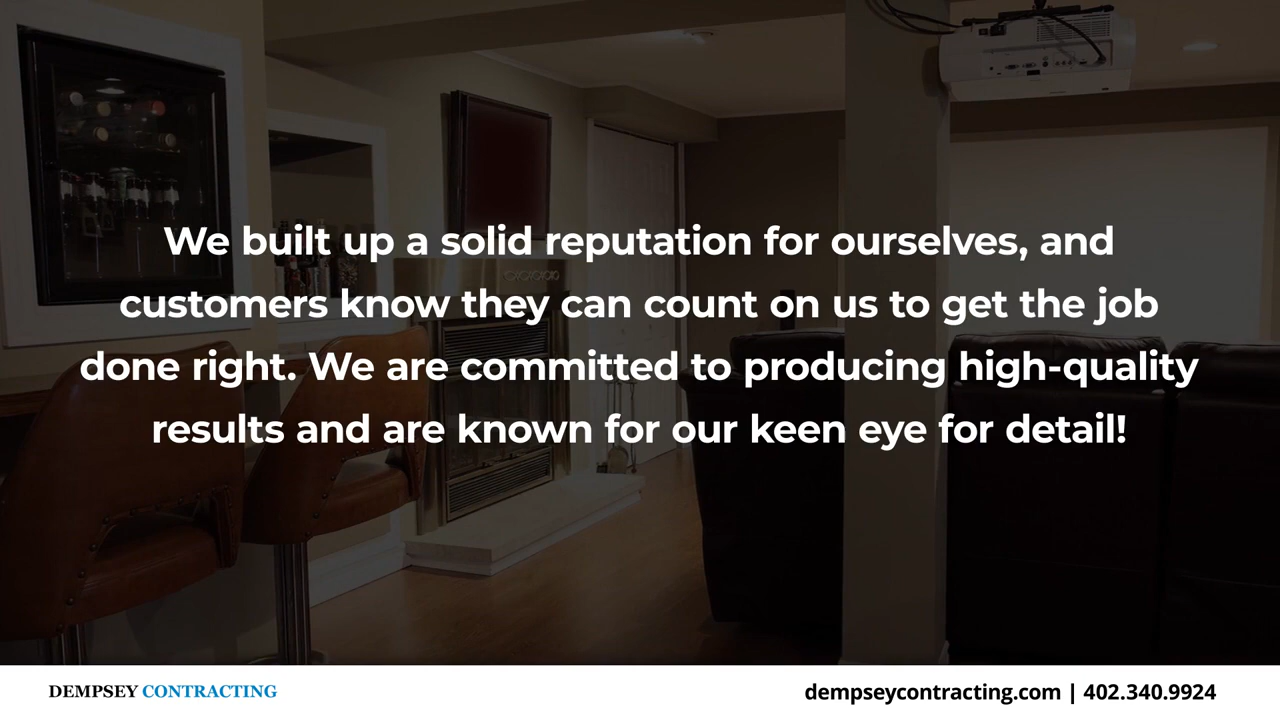 We built up a solid reputation for ourselves, and
customers know they can count on us to get the job
done right. We are committed to producing high-quality
results and are known for our keen eye for detail!
DEMPSEY CONTRACTING
dempseycontracting.com | 402.340.9924